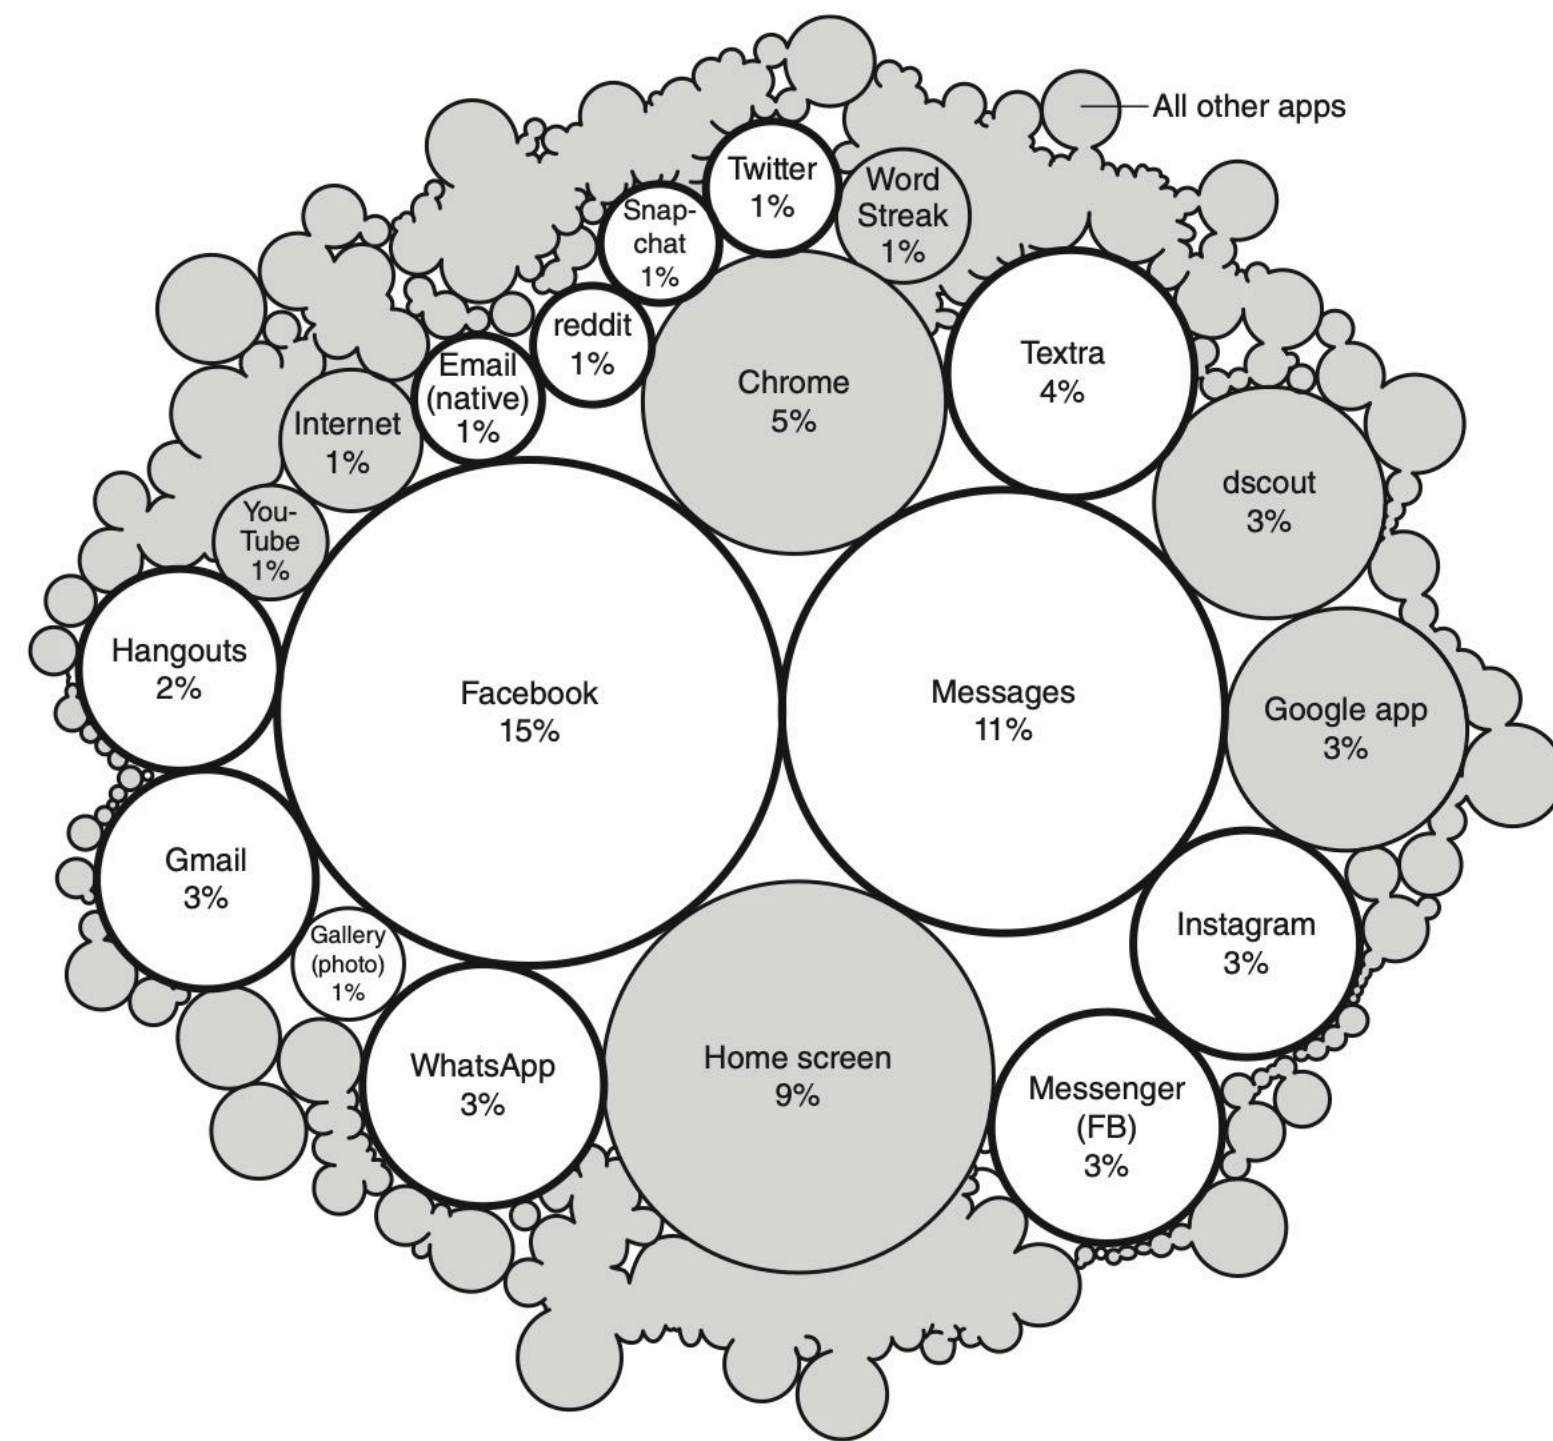 All other apps
Twitter
1%
Word
Streak
1%
Snap-
chat
1%
reddit
1%
Email
(native)
1%
Chrome
5%
Textra
4%
Internet
1%
dscout
3%
You-
Tube
1%
Hangouts
2%
Facebook
15%
Messages
11%
Google app
3%
Gmail
3%
Gallery
(photo)
1%
Instagram
3%
WhatsApp
3%
Home screen
9%
Messenger
(FB)
3%